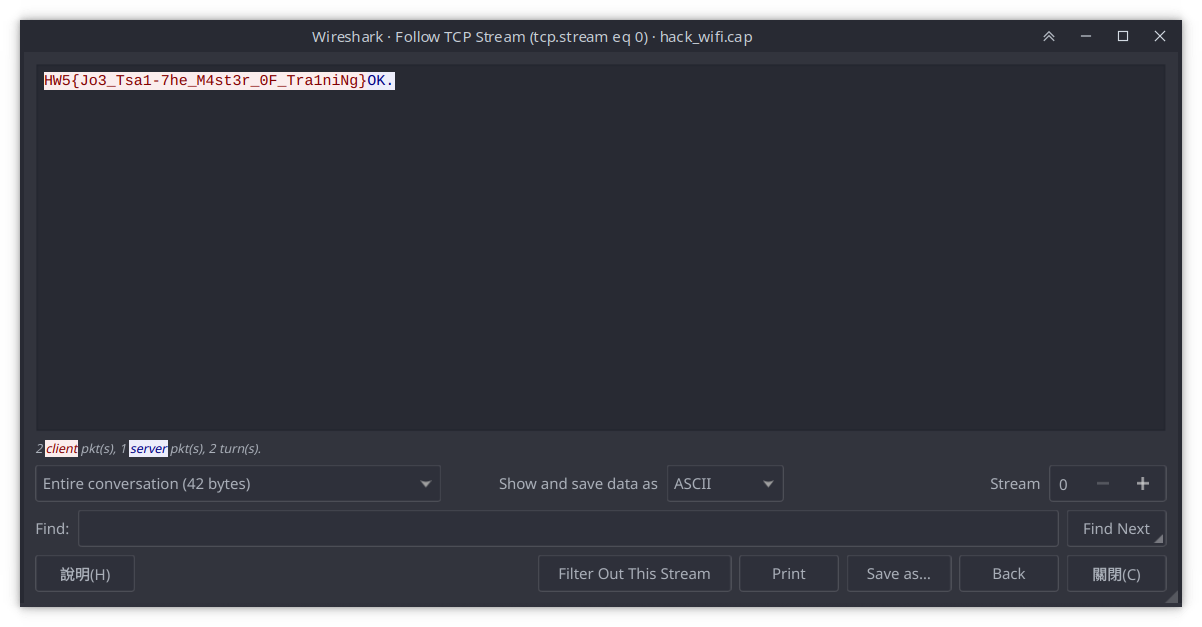 Wireshark · Follow TCP Stream (tcp.stream eq 0) · hack_wifi.cap
HW5{Jo3_Tsa1-7he_M4st3r_0F_Tra1niNg}OK.
2 client pkt(s), 1 server pkt(s), 2 turn(s).
Entire conversation (42 bytes) Show and save data as ASCII Stream 0
Find: Find Next
說明(H) Filter Out This Stream Print Save as... Back 關閉(C)